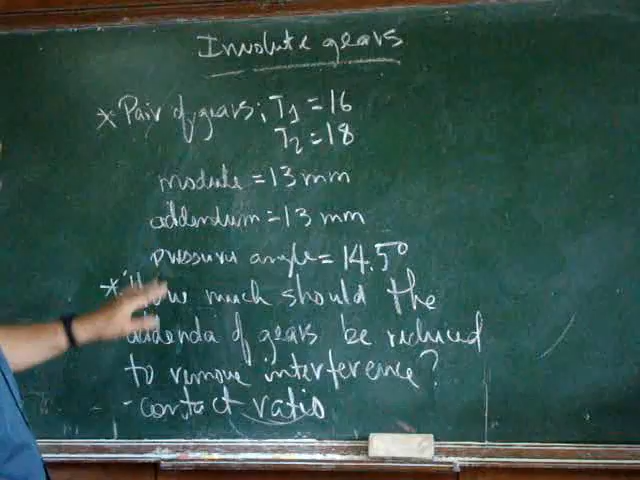 Involute gears
* Pair of gears; T1 = 16
T2 = 18
module = 13 mm
addendum = 13 mm
pressure angle = 14.5°
* How much should the
addenda of gears be reduced
to remove interference?
- contact ratio